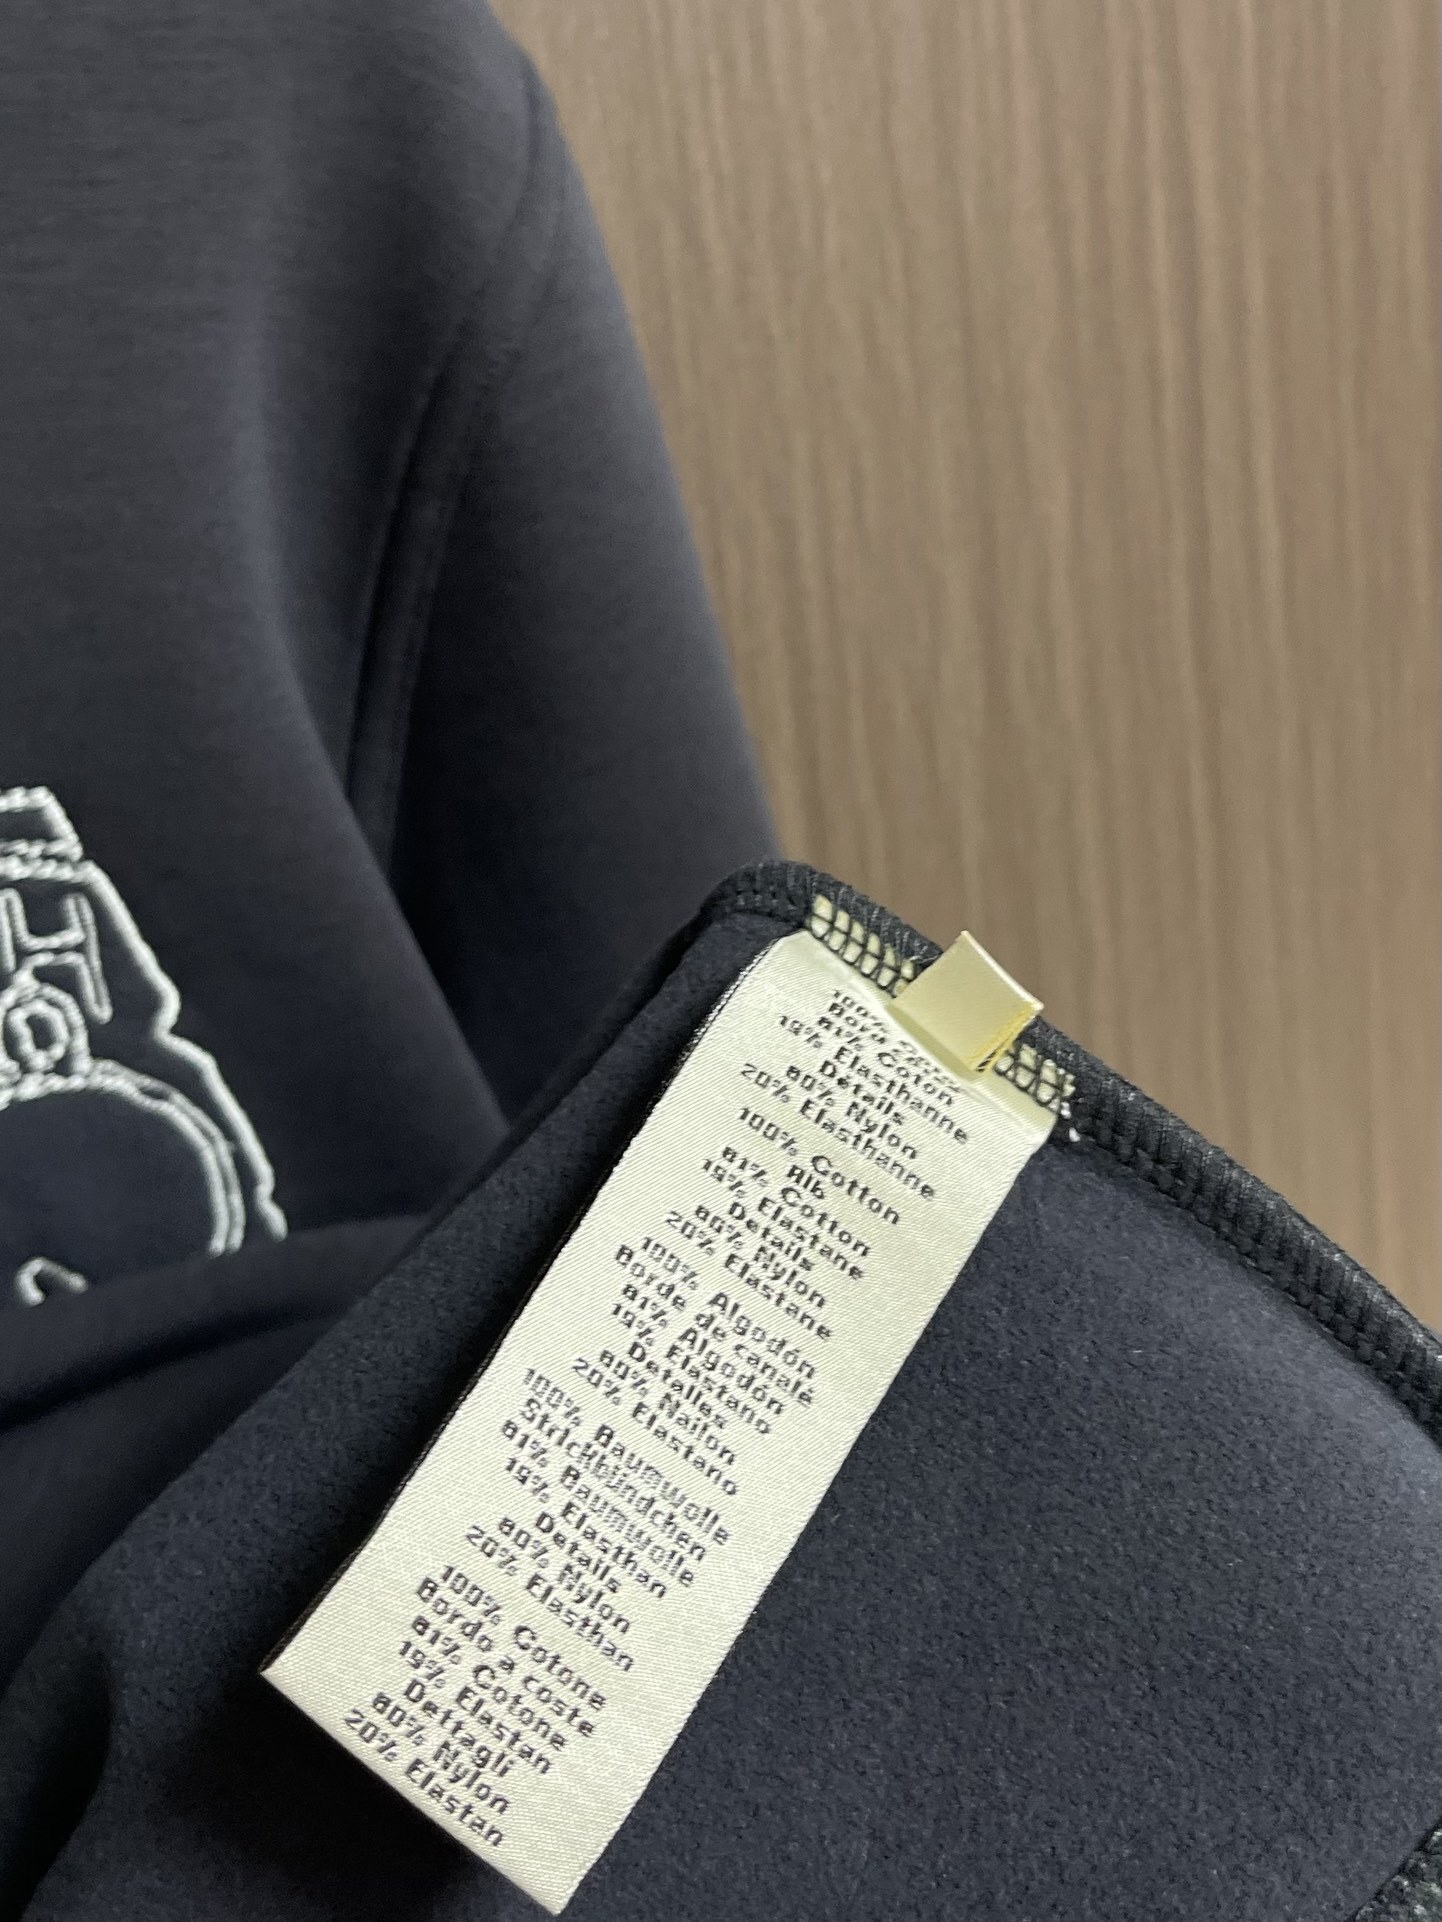 100%
Bord
81% Coton
19% Elasthanne
Détails
80% Nylon
20% Elasthanne
100% Cotton
Rib
81% Cotton
19% Elastane
Details
80% Nylon
20% Elastane
100% Algodón
Borde de canalé
81% Algodón
19% Elastano
Detalles
80% Nailon
20% Elastano
100% Baumwolle
Strickbündchen
81% Baumwolle
19% Elasthan
Details
80% Nylon
20% Elasthan
100% Cotone
Bordo a coste
81% Cotone
19% Elastan
Dettagli
80% Nylon
20% Elastan
H